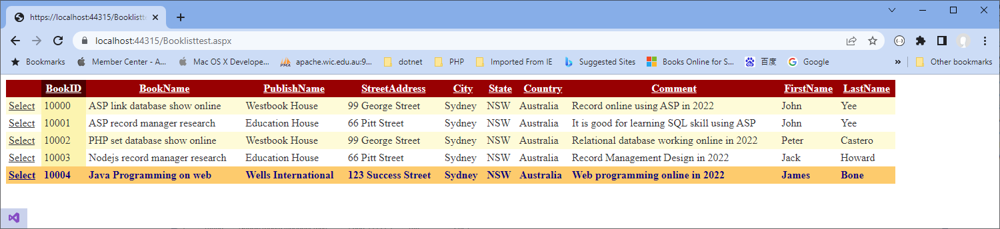 https://localhost:44315/Booklistte
localhost:44315/Booklisttest.aspx
Bookmarks Member Center - A... Mac OS X Develope... PMA apache.wic.edu.au:9... dotnet PHP Imported From IE Suggested Sites Books Online for S... 百度 Google » Other bookmarks
BookID BookName PublishName StreetAddress City State Country Comment FirstName LastName
Select 10000 ASP link database show online Westbook House 99 George Street Sydney NSW Australia Record online using ASP in 2022 John Yee
Select 10001 ASP record manager research Education House 66 Pitt Street Sydney NSW Australia It is good for learning SQL skill using ASP John Yee
Select 10002 PHP set database show online Westbook House 99 George Street Sydney NSW Australia Relational database working online in 2022 Peter Castero
Select 10003 Nodejs record manager research Education House 66 Pitt Street Sydney NSW Australia Record Management Design in 2022 Jack Howard
Select 10004 Java Programming on web Wells International 123 Success Street Sydney NSW Australia Web programming online in 2022 James Bone